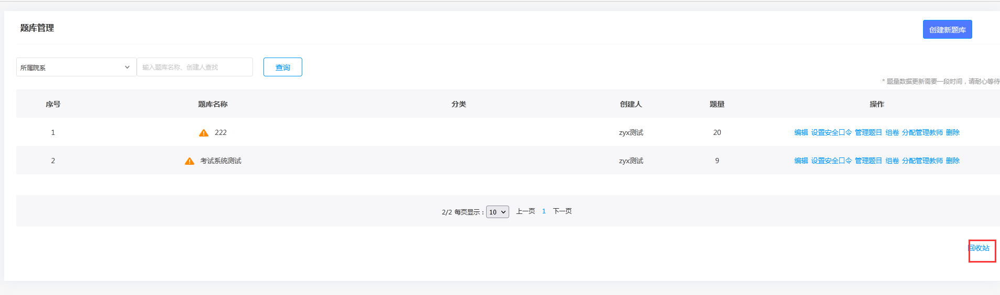 题库管理
创建新题库
所属院系 输入题库名称、创建人查找 查询
* 题量数据更新需要一段时间，请耐心等待
序号 题库名称 分类 创建人 题量 操作
1 222 zyx测试 20 编辑 设置安全口令 管理题目 组卷 分配管理教师 删除
2 考试系统测试 zyx测试 9 编辑 设置安全口令 管理题目 组卷 分配管理教师 删除
2/2 每页显示：10 上一页 1 下一页
回收站